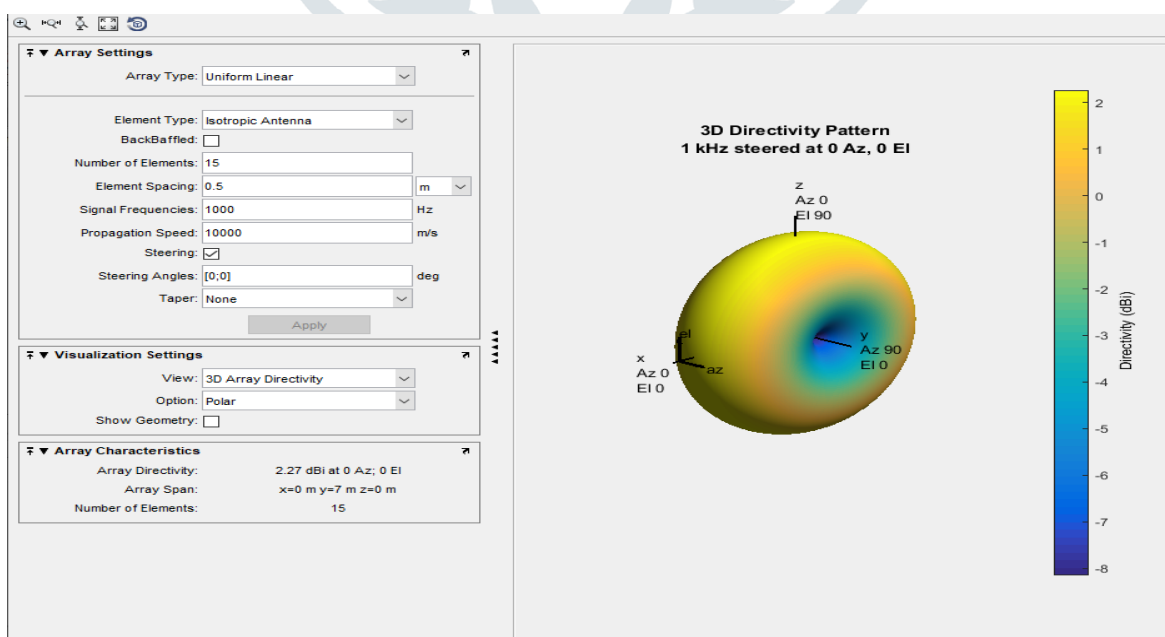 Array Settings
Array Type: Uniform Linear
Element Type: Isotropic Antenna
BackBaffled:
Number of Elements: 15
Element Spacing: 0.5 m
Signal Frequencies: 1000 Hz
Propagation Speed: 10000 m/s
Steering:
Steering Angles: [0;0] deg
Taper: None
Apply
Visualization Settings
View: 3D Array Directivity
Option: Polar
Show Geometry:
Array Characteristics
Array Directivity: 2.27 dBi at 0 Az; 0 El
Array Span: x=0 m y=7 m z=0 m
Number of Elements: 15
3D Directivity Pattern
1 kHz steered at 0 Az, 0 El
z
Az 0
El 90
el
az
x
Az 0
El 0
y
Az 90
El 0
2
1
0
-1
-2
-3
-4
-5
-6
-7
-8
Directivity (dBi)